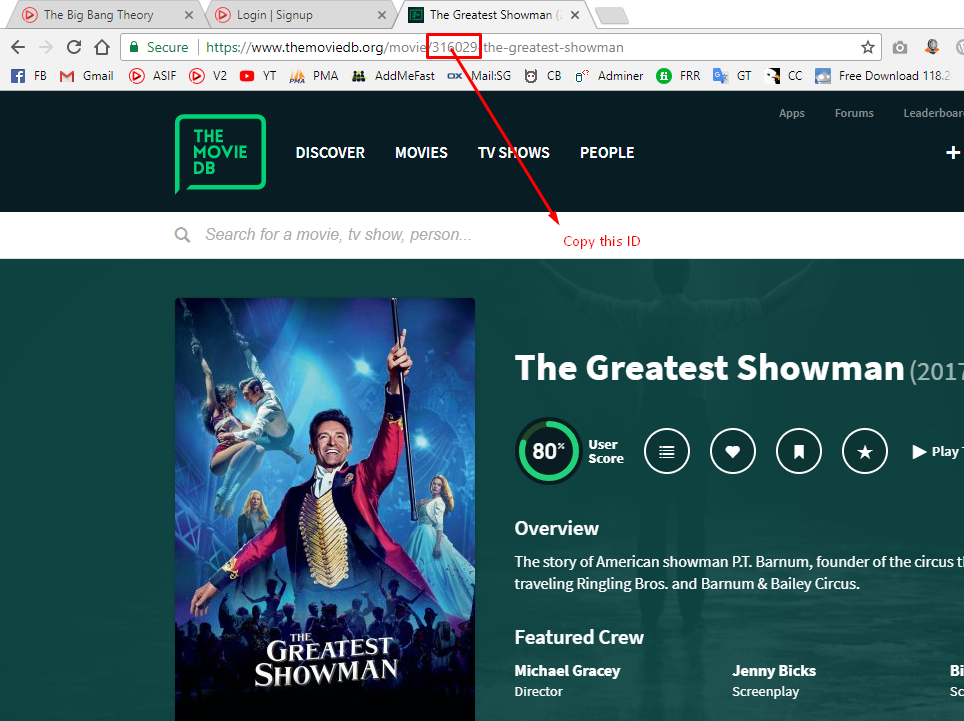 The Big Bang Theory
Login | Signup
The Greatest Showman (
Secure
https://www.themoviedb.org/movie/316029-the-greatest-showman
FB
Gmail
ASIF
V2
YT
PMA
AddMeFast
OX
Mail:SG
CB
Adminer
fi
FRR
GT
CC
Free Download 118.2
Apps
Forums
Leaderboar
THE
MOVIE
DB
DISCOVER
MOVIES
TV SHOWS
PEOPLE
+
Search for a movie, tv show, person...
Copy this ID
The Greatest Showman (2017
80%
User
Score
Play
Overview
The story of American showman P.T. Barnum, founder of the circus t
traveling Ringling Bros. and Barnum & Bailey Circus.
Featured Crew
Michael Gracey
Director
Jenny Bicks
Screenplay
Bi
Sc
THE
GREATEST
SHOWMAN